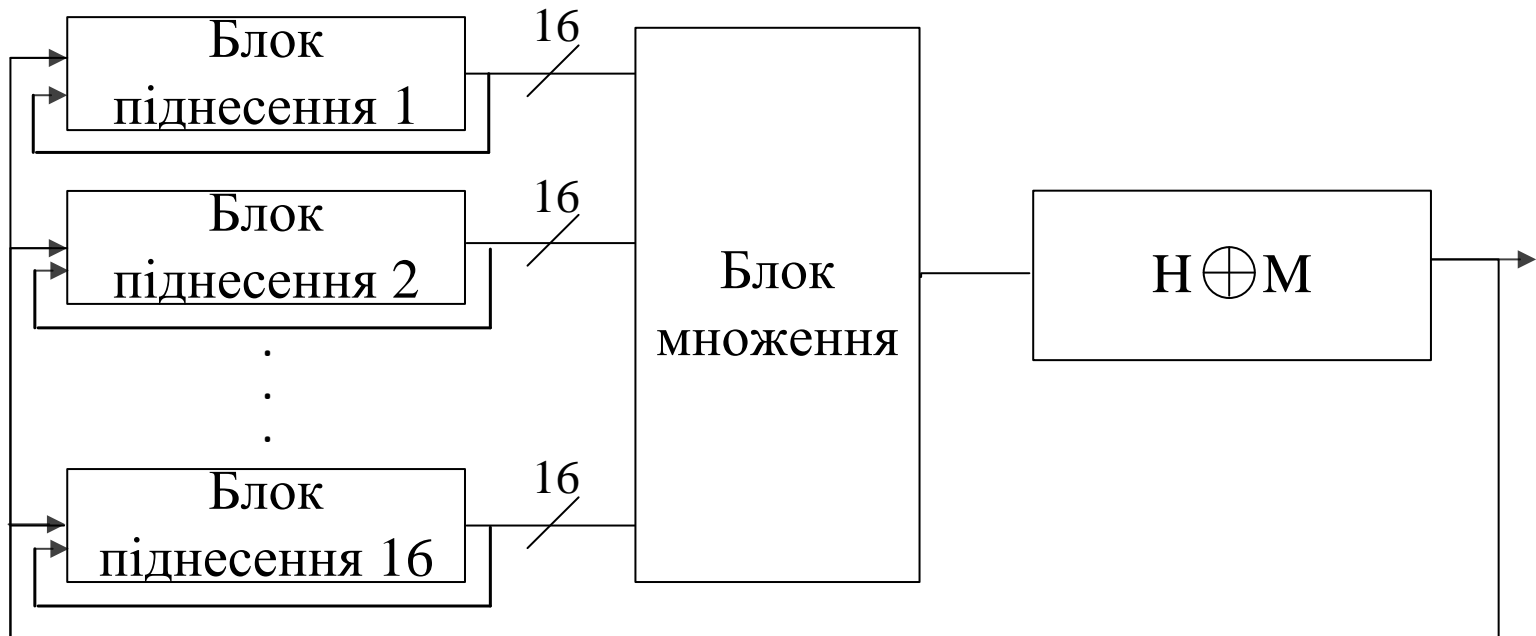 Блок
піднесення 1
16
Блок
піднесення 2
16
.
.
.
Блок
піднесення 16
16
Блок
множення
H⊕M